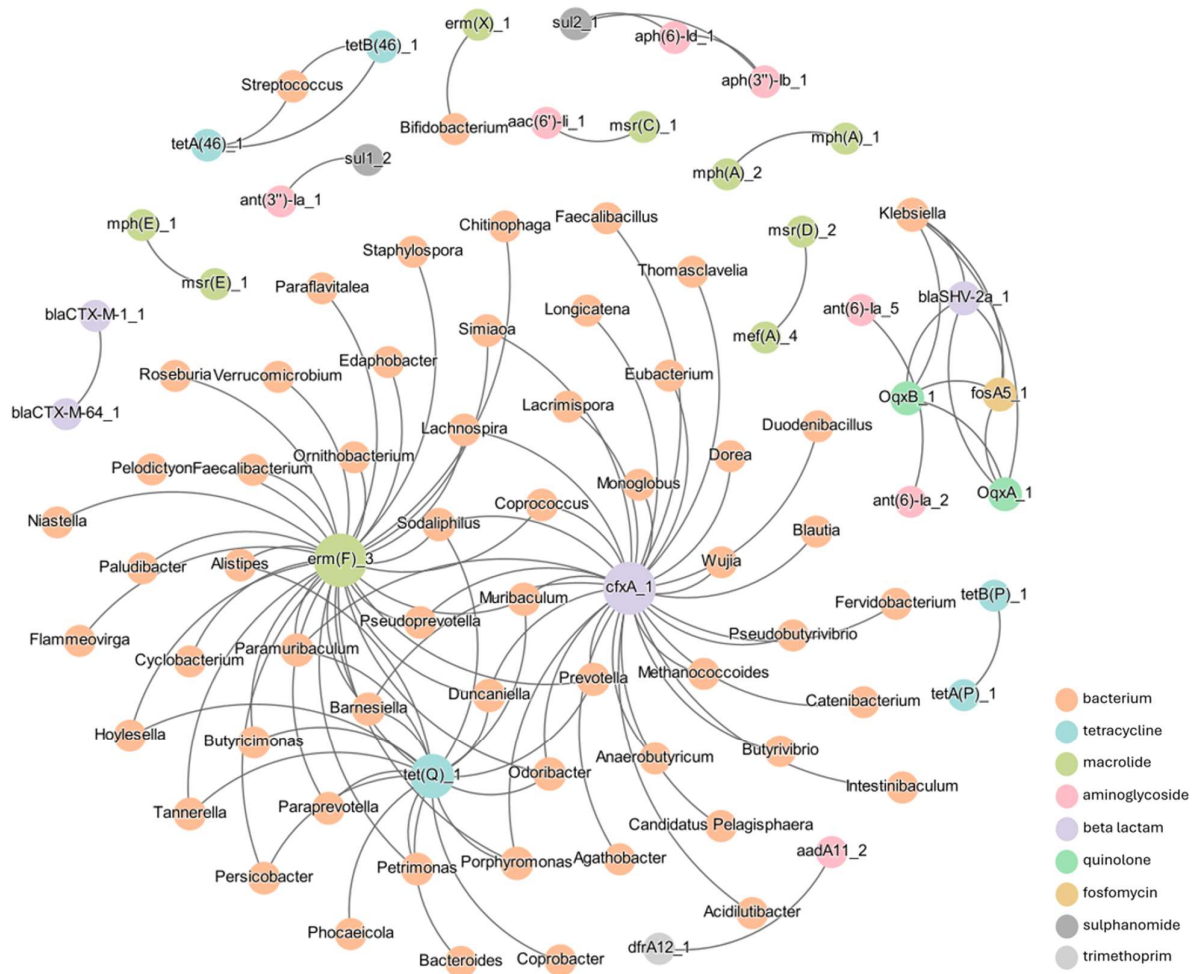 erm(X)_1
sul2_1
aph(6)-Id_1
tetB(46)_1
Streptococcus
aph(3")-Ib_1
Bifidobacterium
aac(6')-Ii_1
msr(C)_1
mph(A)_1
tetA(46)_1
sul1_2
mph(A)_2
ant(3")-Ia_1
mph(E)_1
Chitinophaga
Faecalibacillus
Klebsiella
Staphylospora
msr(D)_2
Thomasclavelia
msr(E)_1
Paraflavitalea
blaSHV-2a_1
blaCTX-M-1_1
Longicatena
ant(6)-Ia_5
Simiaoa
mef(A)_4
Edaphobacter
Roseburia
Verrucomicrobium
Eubacterium
OqxB_1
fosA5_1
blaCTX-M-64_1
Lacrimispora
Lachnospira
Duodenibacillus
Ornithobacterium
Dorea
Pelodictyon
Faecalibacterium
Monoglobus
OqxA_1
Coprococcus
ant(6)-Ia_2
Niastella
Sodaliphilus
Blautia
erm(F)_3
Paludibacter
Alistipes
Wujia
cfxA_1
Muribaculum
tetB(P)_1
Fervidobacterium
Pseudoprevotella
Flammeovirga
Pseudobutyrivibrio
Paramuribaculum
Cyclobacterium
Methanococcoides
Prevotella
Duncaniella
tetA(P)_1
Catenibacterium
Barnesiella
bacterium
Hoylesella
Butyricimonas
tetracycline
Butyrivibrio
Anaerobutyricum
macrolide
tet(Q)_1
Odoribacter
Intestinibaculum
aminoglycoside
Tannerella
Paraprevotella
Candidatus Pelagisphaera
beta lactam
aadA11_2
quinolone
Petrimonas
Porphyromonas
Agathobacter
Persicobacter
fosfomycin
Acidilutibacter
sulphanomide
Phocaeicola
dfrA12_1
Bacteroides
Coprobacter
trimethoprim